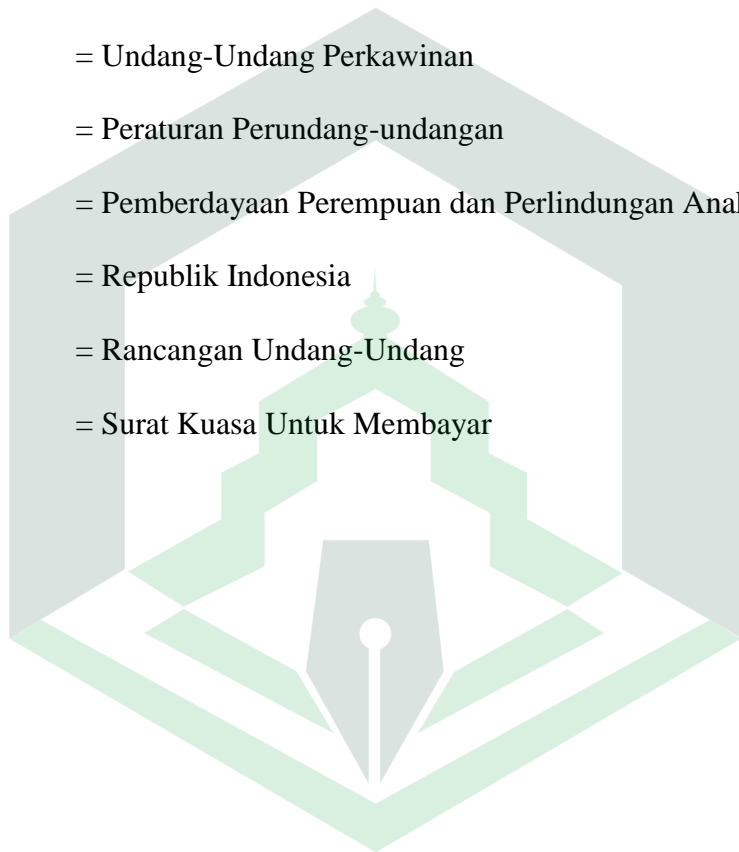 = Undang-Undang Perkawinan
= Peraturan Perundang-undangan
= Pemberdayaan Perempuan dan Perlindungan
= Republik Indonesia
= Rancangan Undang-Undang
= Surat Kuasa Untuk Membayar